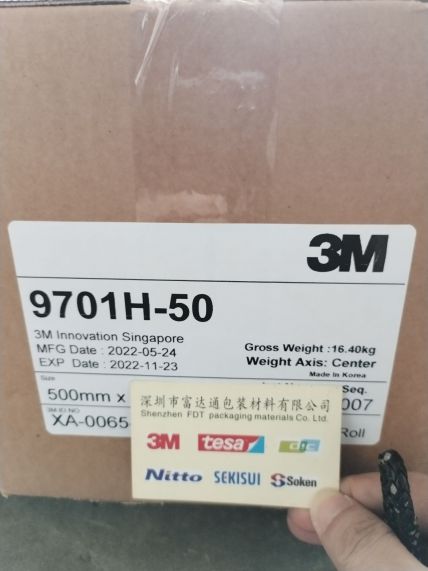 3M
9701H-50
3M Innovation Singapore
MFG Date : 2022-05-24
EXP Date : 2022-11-23
Gross Weight :16.40kg
Weight Axis: Center
Made In Korea
Size
Seq.
500mm x
007
3M ID NO
XA-0065
Roll
深圳市富达通包装材料有限公司
Shenzhen FDT packaging materials Co. Ltd.
3M
tesa
dic
Nitto
SEKISUI
Soken